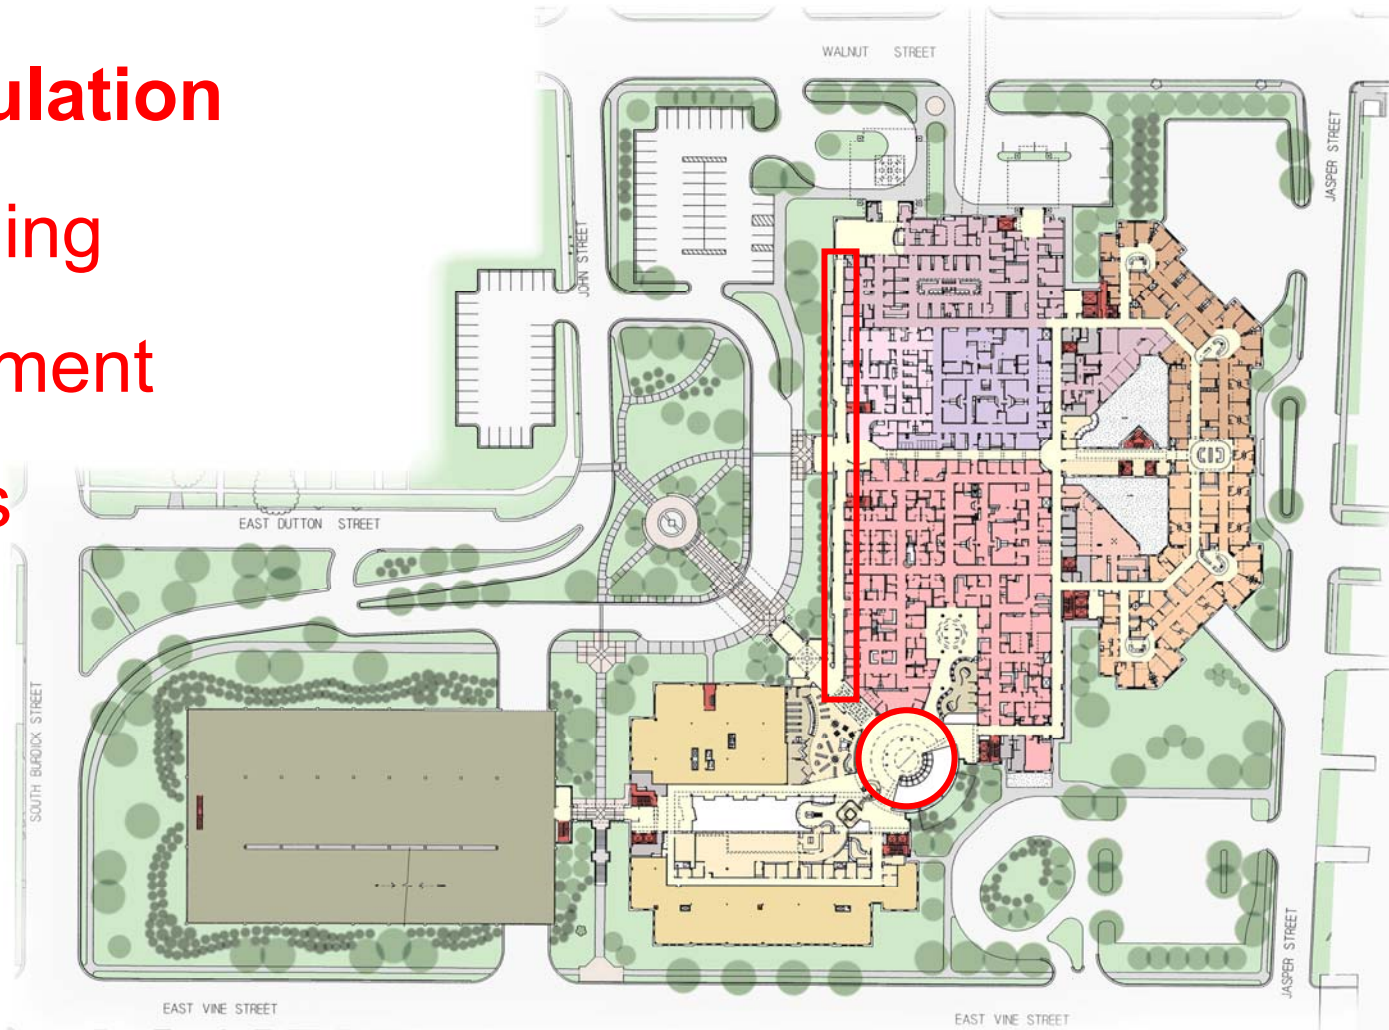 ulation
ing
ment
s
WALNUT STREET
JASPER STREET
JOHN STREET
EAST DUTTON STREET
SOUTH BURDICK STREET
JASPER STREET
EAST VINE STREET
EAST VINE STREET